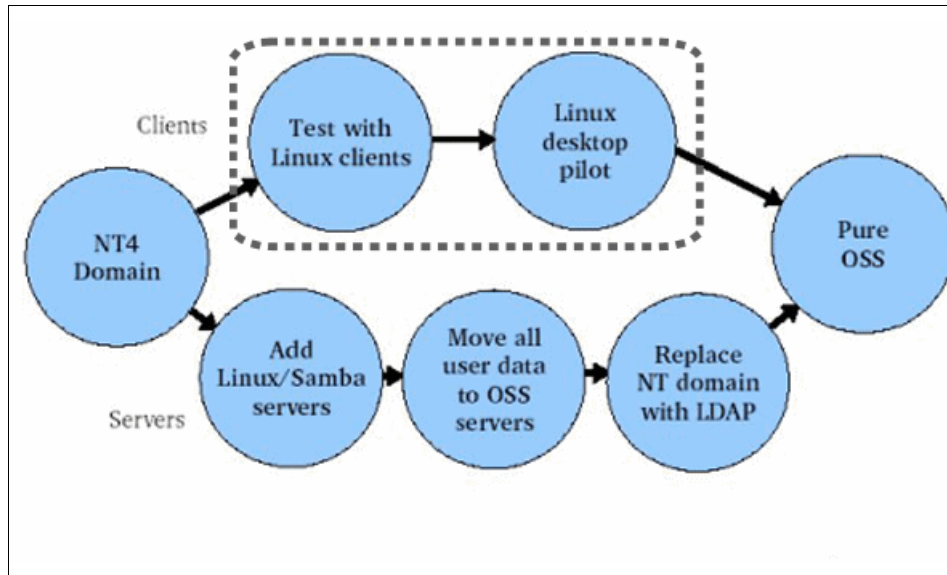 Clients
Test with
Linux clients
Linux
desktop
pilot
NT4
Domain
Pure
OSS
Servers
Add
Linux/Samba
servers
Move all
user data
to OSS
servers
Replace
NT domain
with LDAP